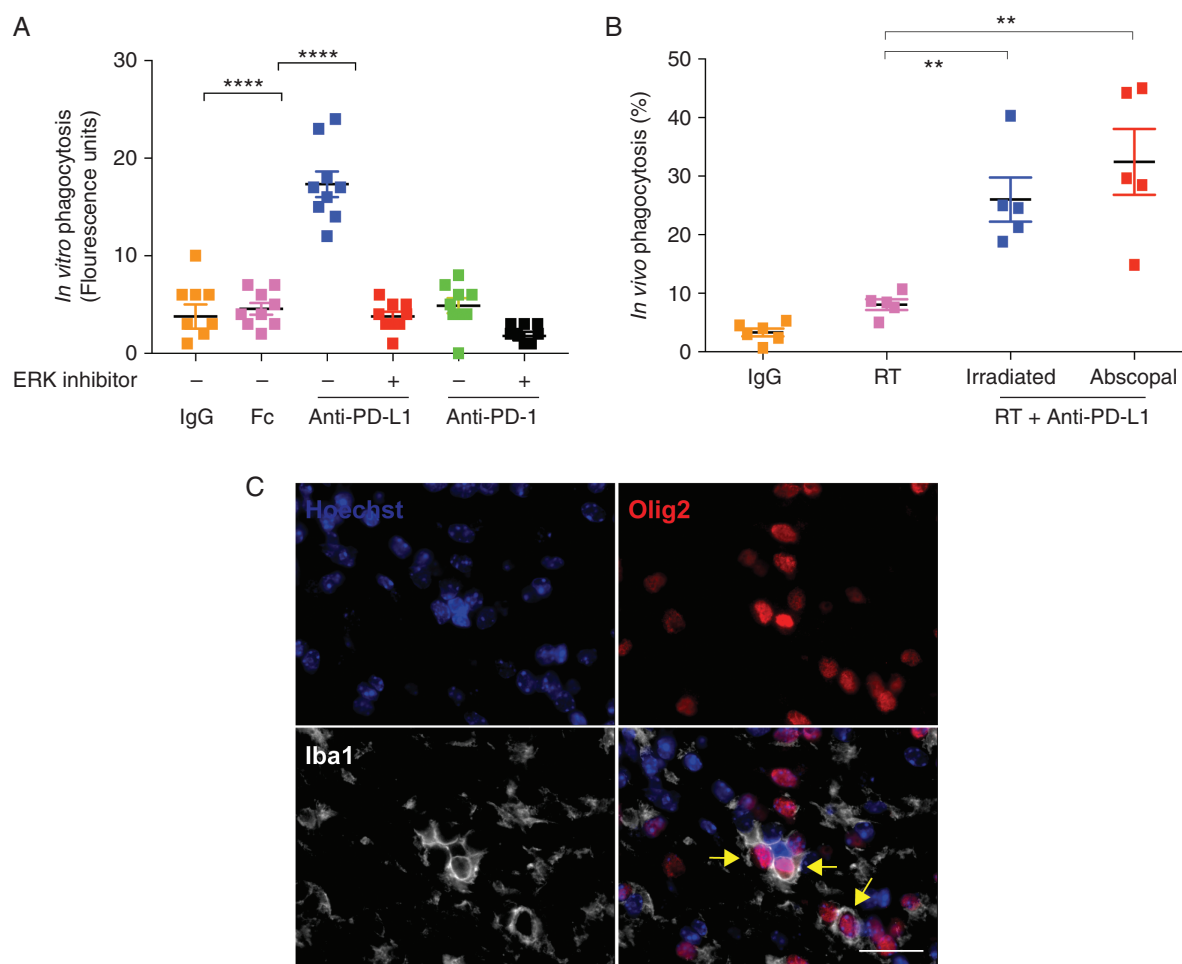 A
****
****
30
20
10
0
In vitro phagocytosis
(Flourescence units)
ERK inhibitor – – – + – +
IgG Fc Anti-PD-L1 Anti-PD-1
B
**
**
50
40
30
20
10
0
In vivo phagocytosis (%)
IgG RT Irradiated Abscopal
RT + Anti-PD-L1
C
Hoechst
Olig2
Iba1